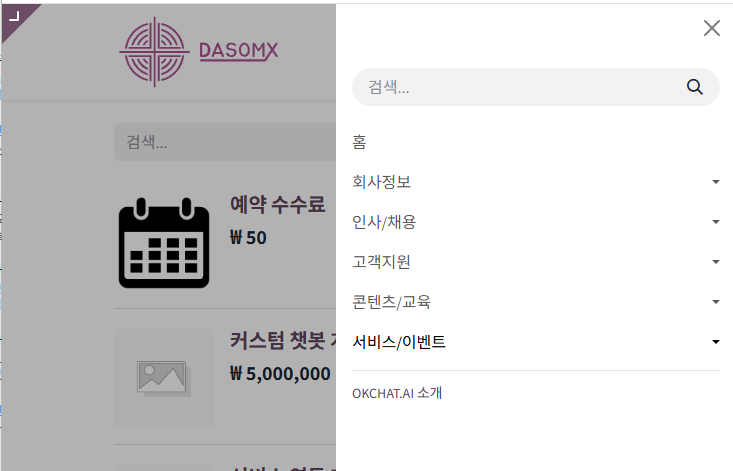 DASOMX
검색...
예약 수수료
₩ 50
커스텀 챗봇
₩ 5,000,000
검색...
홈
회사정보
인사/채용
고객지원
콘텐츠/교육
서비스/이벤트
OKCHAT.AI 소개